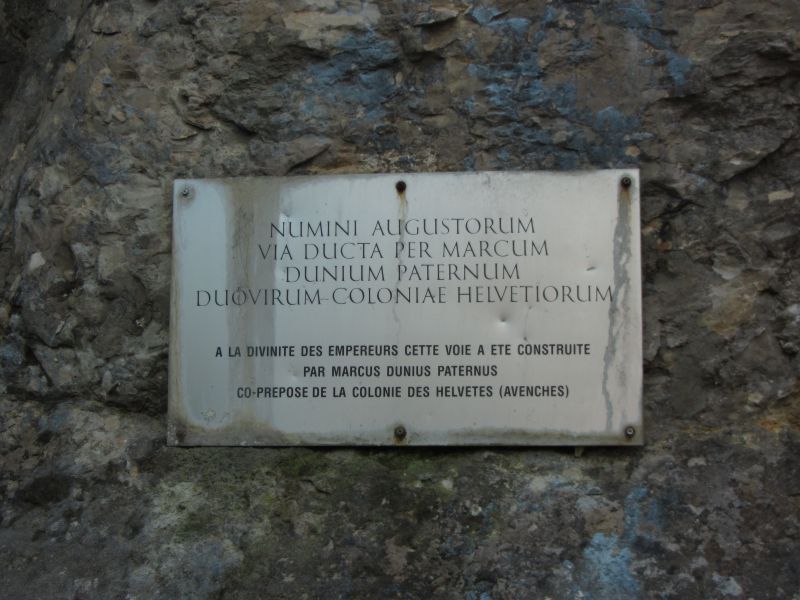 NUMINI AUGUSTORUM
VIA DUCTA PER MARCUM
DUNIUM PATERNUM
DUOVIRUM COLONIAE HELVETIORUM
A LA DIVINITE DES EMPEREURS CETTE VOIE A ETE CONSTRUITE
PAR MARCUS DUNIUS PATERNUS
CO-PREPOSE DE LA COLONIE DES HELVETES (AVENCHES)